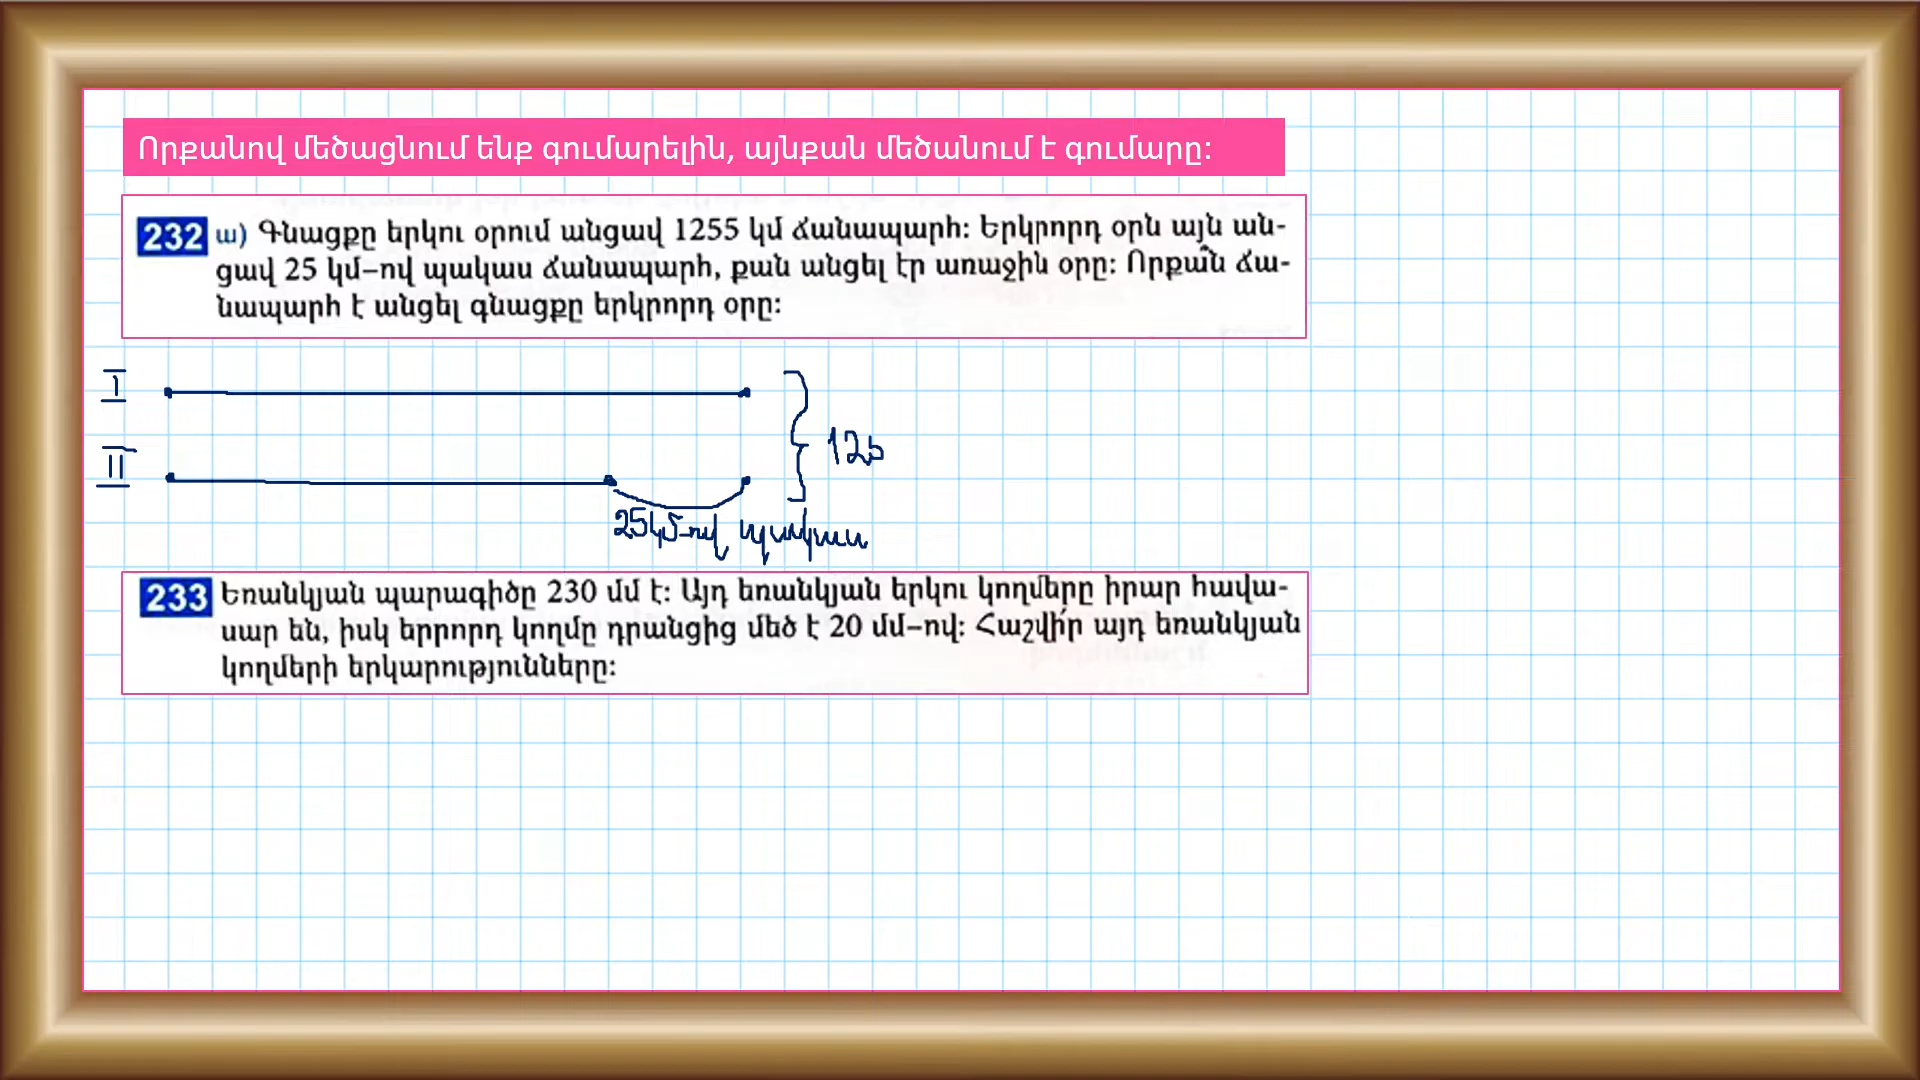 Որքանով մեծացնում ենք գումարելին, այնքան մեծանում է գումարը:
232 ա) Գնացքը երկու օրում անցավ 1255 կմ ճանապարհ: Երկրորդ օրն այն ան-
ցավ 25 կմ-ով պակաս ճանապարհ, քան անցել էր առաջին օրը: Որքա՞ն ճա-
նապարհ է անցել գնացքը երկրորդ օրը:
I
II
125
25կմ-ով պակաս
233 Եռանկյան պարագիծը 230 մմ է: Այդ եռանկյան երկու կողմերը իրար հավա-
սար են, իսկ երրորդ կողմը դրանցից մեծ է 20 մմ-ով: Հաշվի՛ր այդ եռանկյան
կողմերի երկարությունները: